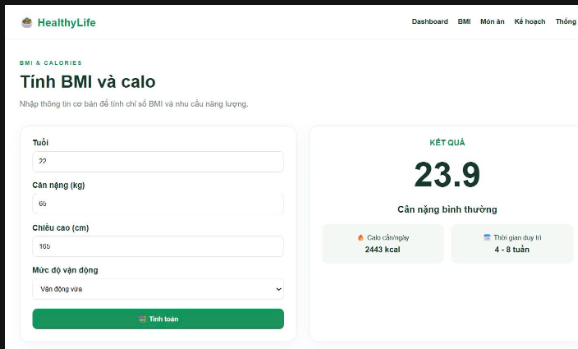 HealthyLife
Dashboard BMI Món ăn Kế hoạch Thống
BMI & CALORIES
Tính BMI và calo
Nhập thông tin cơ bản để tính chỉ số BMI và nhu cầu năng lượng.
Tuổi
22
Cân nặng (kg)
65
Chiều cao (cm)
165
Mức độ vận động
Vận động vừa
Tính toán
KẾT QUẢ
23.9
Cân nặng bình thường
Calo cần/ngày
2443 kcal
Thời gian duy trì
4 - 8 tuần